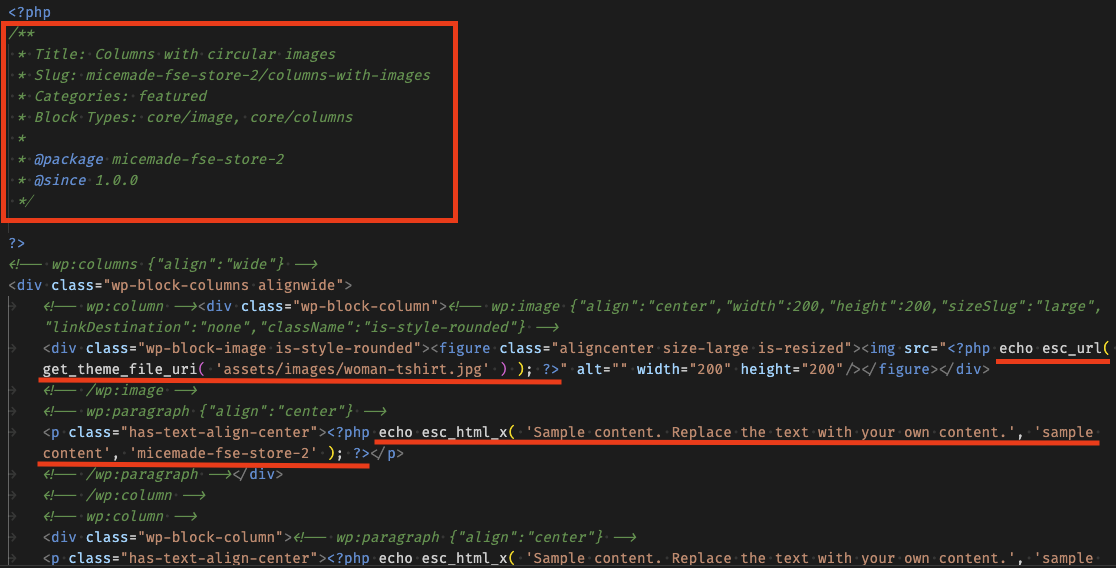 <?php
/**
 * Title: Columns with circular images
 * Slug: micemade-fse-store-2/columns-with-images
 * Categories: featured
 * Block Types: core/image, core/columns
 *
 * @package micemade-fse-store-2
 * @since 1.0.0
 */
?>
<!-- wp:columns {"align":"wide"} -->
<div class="wp-block-columns alignwide">
<!-- wp:column --><div class="wp-block-column"><!-- wp:image {"align":"center","width":200,"height":200,"sizeSlug":"large",
"linkDestination":"none","className":"is-style-rounded"} -->
<div class="wp-block-image is-style-rounded"><figure class="aligncenter size-large is-resized"><img src="<?php echo esc_url(
get_theme_file_uri( 'assets/images/woman-tshirt.jpg' ) ); ?>" alt="" width="200" height="200"/></figure></div>
<!-- /wp:image -->
<!-- wp:paragraph {"align":"center"} -->
<p class="has-text-align-center"><?php echo esc_html_x( 'Sample content. Replace the text with your own content.', 'sample
content', 'micemade-fse-store-2' ); ?></p>
<!-- /wp:paragraph --></div>
<!-- /wp:column -->
<!-- wp:column -->
<div class="wp-block-column"><!-- wp:paragraph {"align":"center"} -->
<p class="has-text-align-center"><?php echo esc_html_x( 'Sample content. Replace the text with your own content.', 'sample